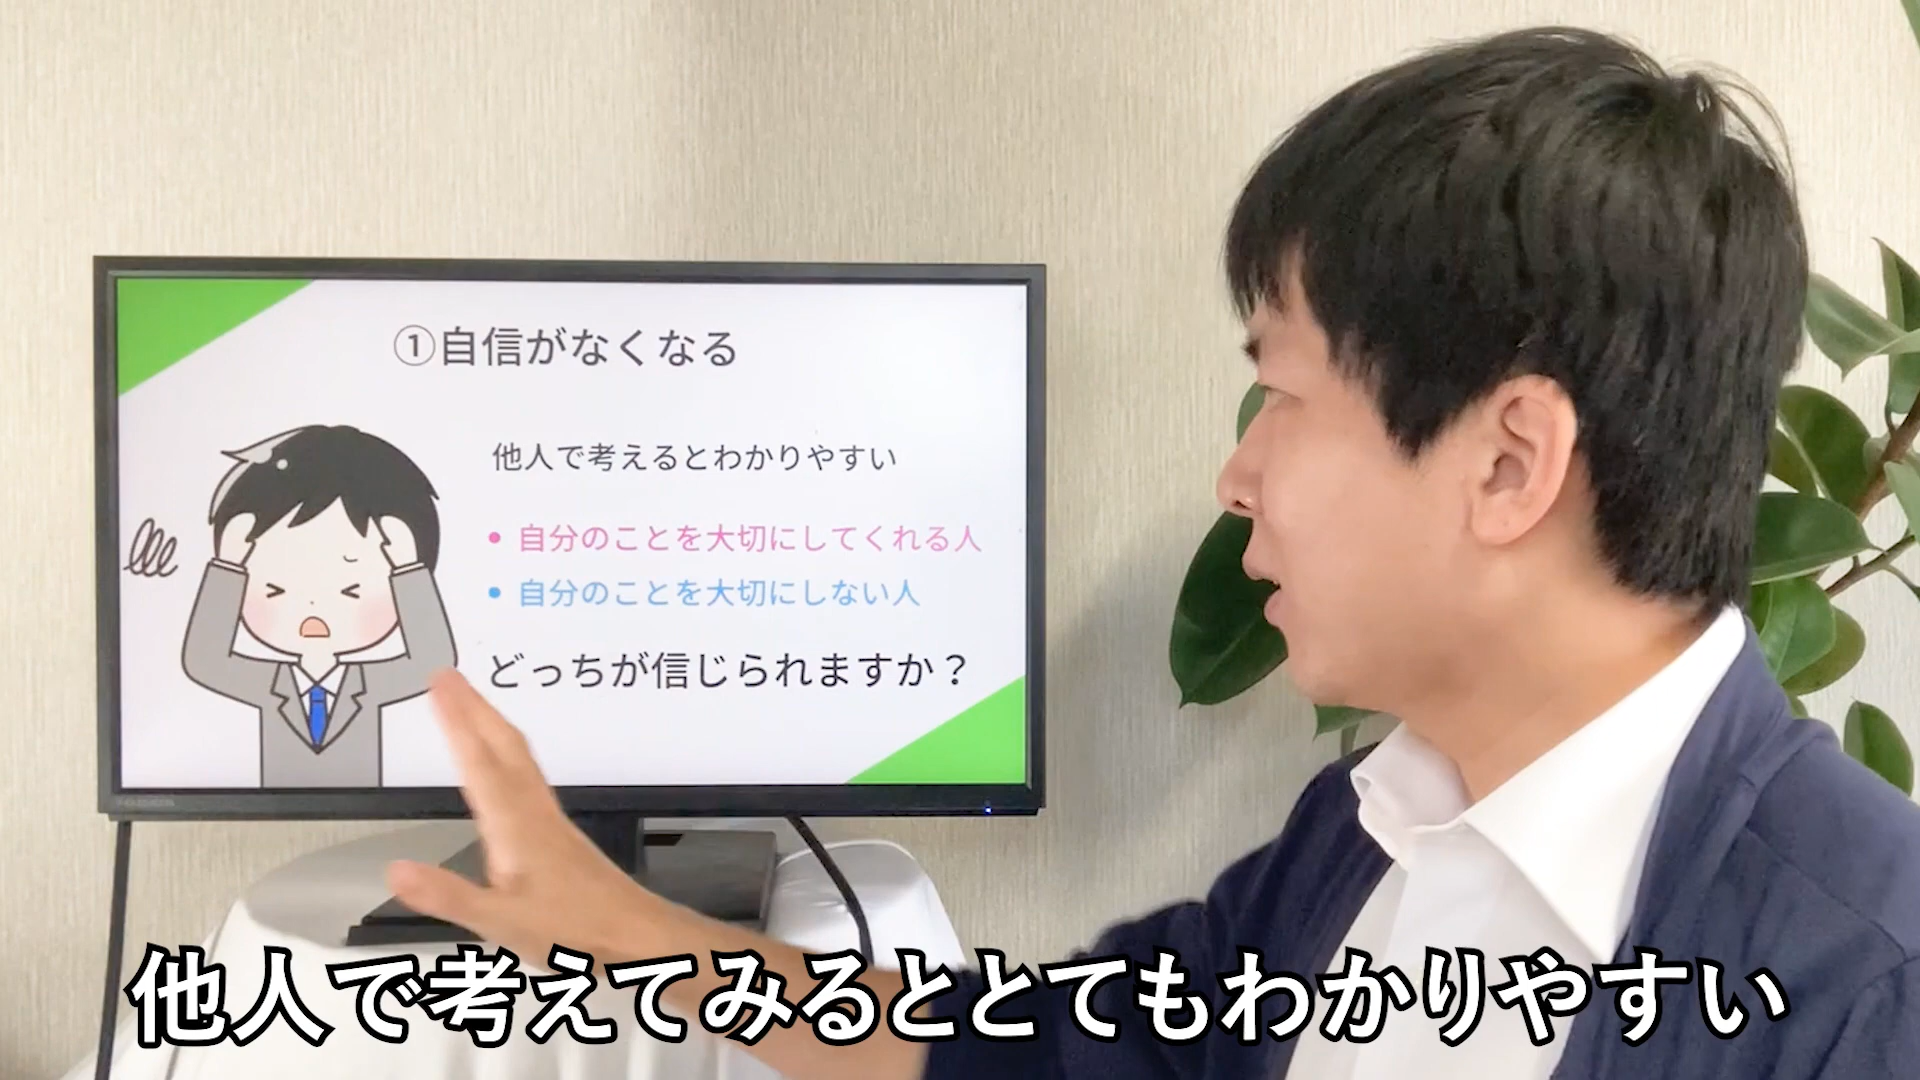 ①自信がなくなる
他人で考えるとわかりやすい
• 自分のことを大切にしてくれる人
• 自分のことを大切にしない人
どっちが信じられますか？
他人で考えてみるととてもわかりやすい